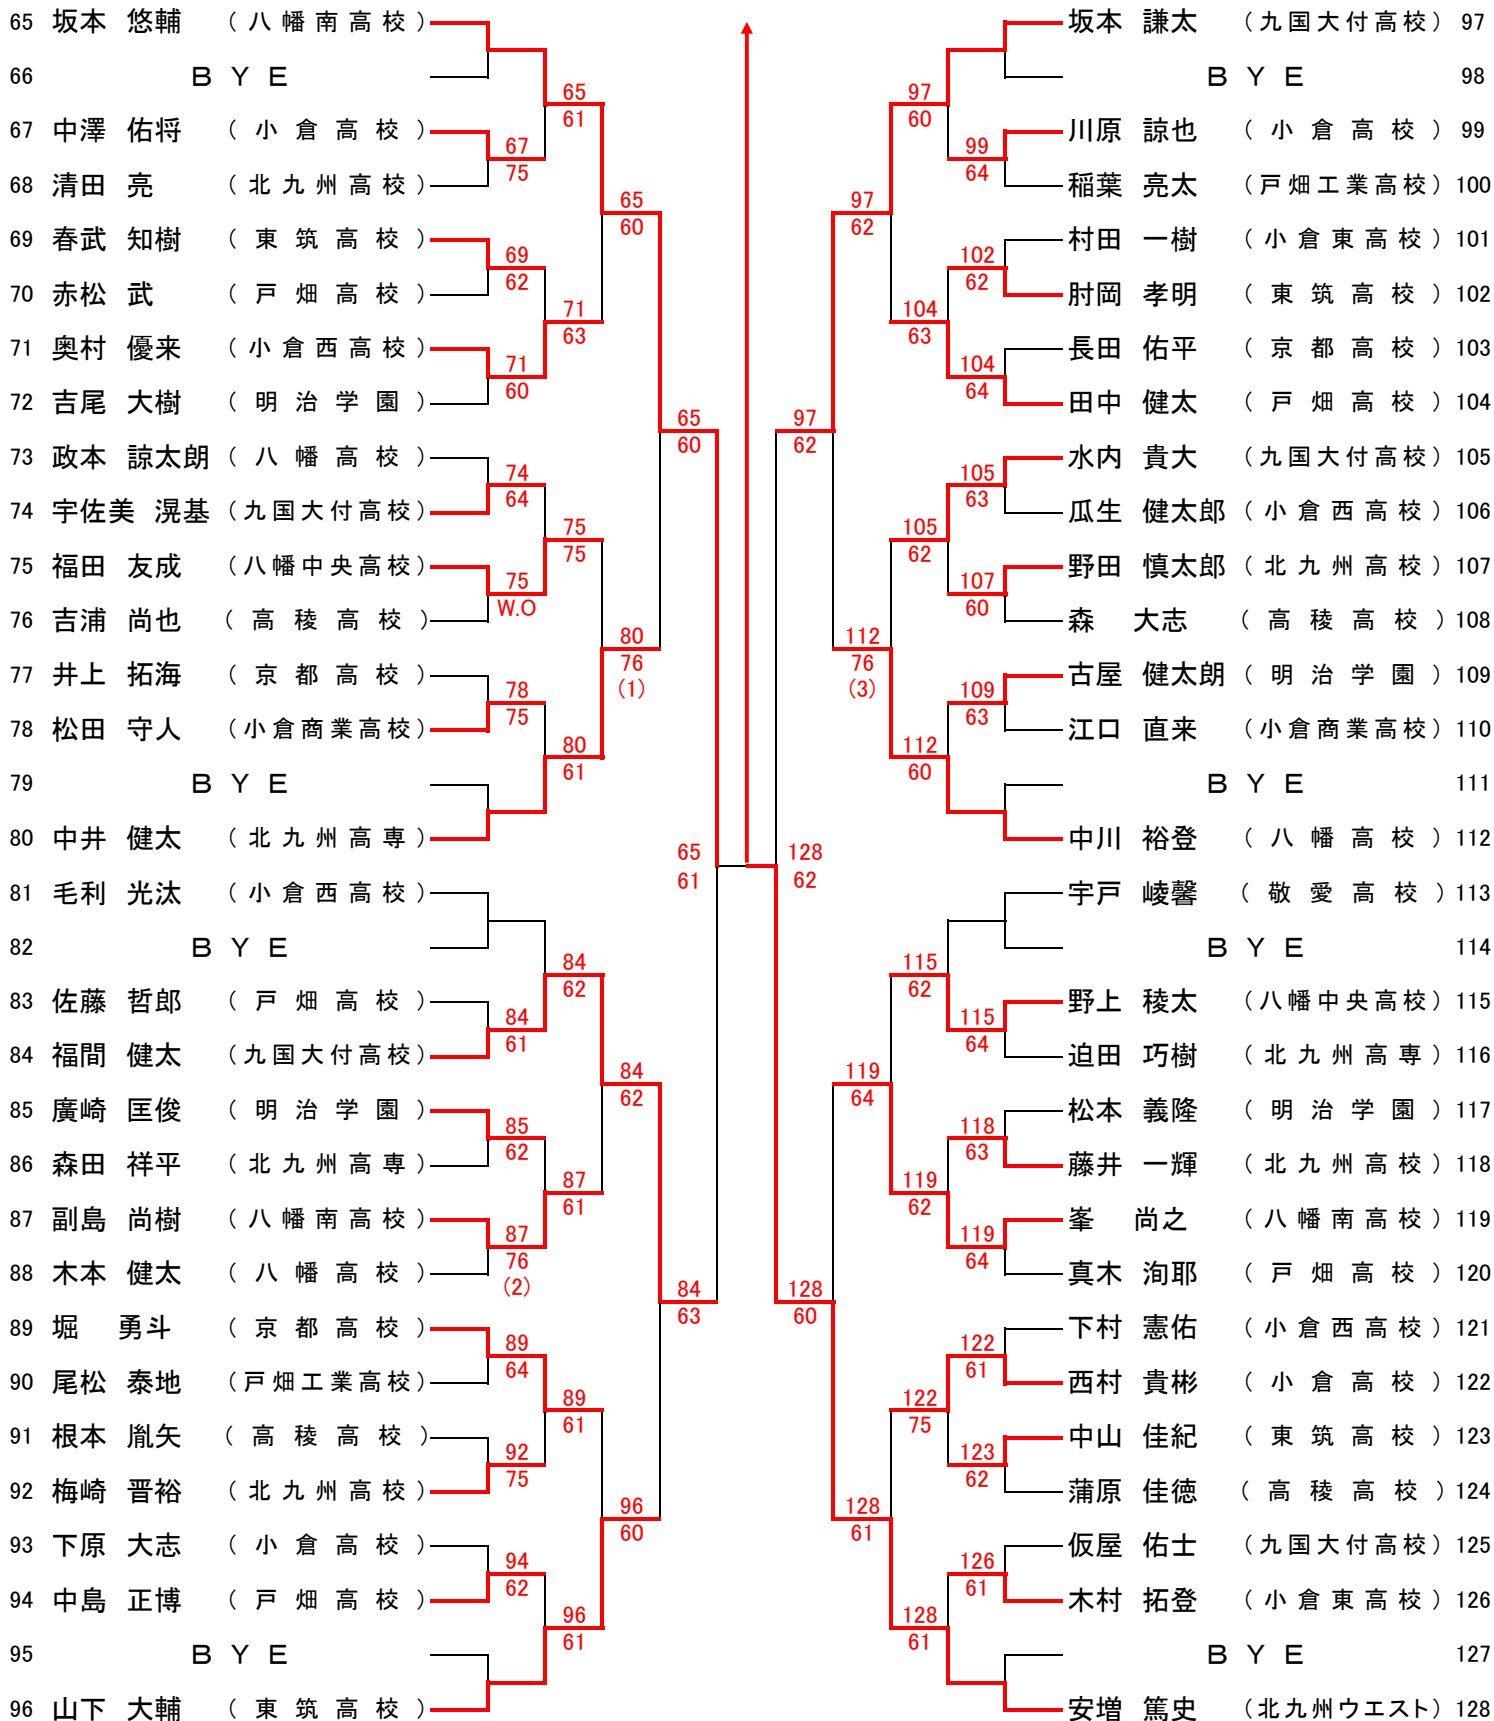 65 坂本 悠輔 （八幡南高校）
66 ＢＹＥ
65
61
67 中澤 佑将 （小倉高校）
67
75
68 清田 亮 （北九州高校）
65
60
69 春武 知樹 （東筑高校）
69
62
70 赤松 武 （戸畑高校）
71
63
71 奥村 優来 （小倉西高校）
71
60
72 吉尾 大樹 （明治学園）
65
60
73 政本 諒太朗 （八幡高校）
74
64
74 宇佐美 滉基 （九国大付高校）
75
75
75 福田 友成 （八幡中央高校）
75
W.O
76 吉浦 尚也 （高稜高校）
80
76
(1)
77 井上 拓海 （京都高校）
78
75
78 松田 守人 （小倉商業高校）
80
61
79 ＢＹＥ
80 中井 健太 （北九州高専）
65
61
81 毛利 光汰 （小倉西高校）
82 ＢＹＥ
84
62
83 佐藤 哲郎 （戸畑高校）
84
61
84 福間 健太 （九国大付高校）
84
62
85 廣崎 匡俊 （明治学園）
85
62
86 森田 祥平 （北九州高専）
87
61
87 副島 尚樹 （八幡南高校）
87
76
(2)
88 木本 健太 （八幡高校）
84
63
89 堀 勇斗 （京都高校）
89
64
90 尾松 泰地 （戸畑工業高校）
89
61
91 根本 胤矢 （高稜高校）
92
75
92 梅崎 晋裕 （北九州高校）
96
60
93 下原 大志 （小倉高校）
94
62
94 中島 正博 （戸畑高校）
96
61
95 ＢＹＥ
96 山下 大輔 （東筑高校）
坂本 謙太 （九国大付高校） 97
ＢＹＥ 98
97
60
川原 諒也 （小倉高校） 99
99
64
稲葉 亮太 （戸畑工業高校） 100
97
62
村田 一樹 （小倉東高校） 101
102
62
肘岡 孝明 （東筑高校） 102
104
63
長田 佑平 （京都高校） 103
104
64
田中 健太 （戸畑高校） 104
97
62
水内 貴大 （九国大付高校） 105
105
63
瓜生 健太郎 （小倉西高校） 106
105
62
野田 慎太郎 （北九州高校） 107
107
60
森 大志 （高稜高校） 108
112
76
(3)
古屋 健太朗 （明治学園） 109
109
63
江口 直来 （小倉商業高校） 110
112
60
ＢＹＥ 111
中川 裕登 （八幡高校） 112
128
62
宇戸 崚馨 （敬愛高校） 113
ＢＹＥ 114
115
62
野上 稜太 （八幡中央高校） 115
115
64
迫田 巧樹 （北九州高専） 116
119
64
松本 義隆 （明治学園） 117
118
63
藤井 一輝 （北九州高校） 118
119
62
峯 尚之 （八幡南高校） 119
119
64
真木 洵耶 （戸畑高校） 120
128
60
下村 憲佑 （小倉西高校） 121
122
61
西村 貴彬 （小倉高校） 122
122
75
中山 佳紀 （東筑高校） 123
123
62
蒲原 佳徳 （高稜高校） 124
128
61
仮屋 佑士 （九国大付高校） 125
126
61
木村 拓登 （小倉東高校） 126
128
61
ＢＹＥ 127
安増 篤史 （北九州ウエスト） 128